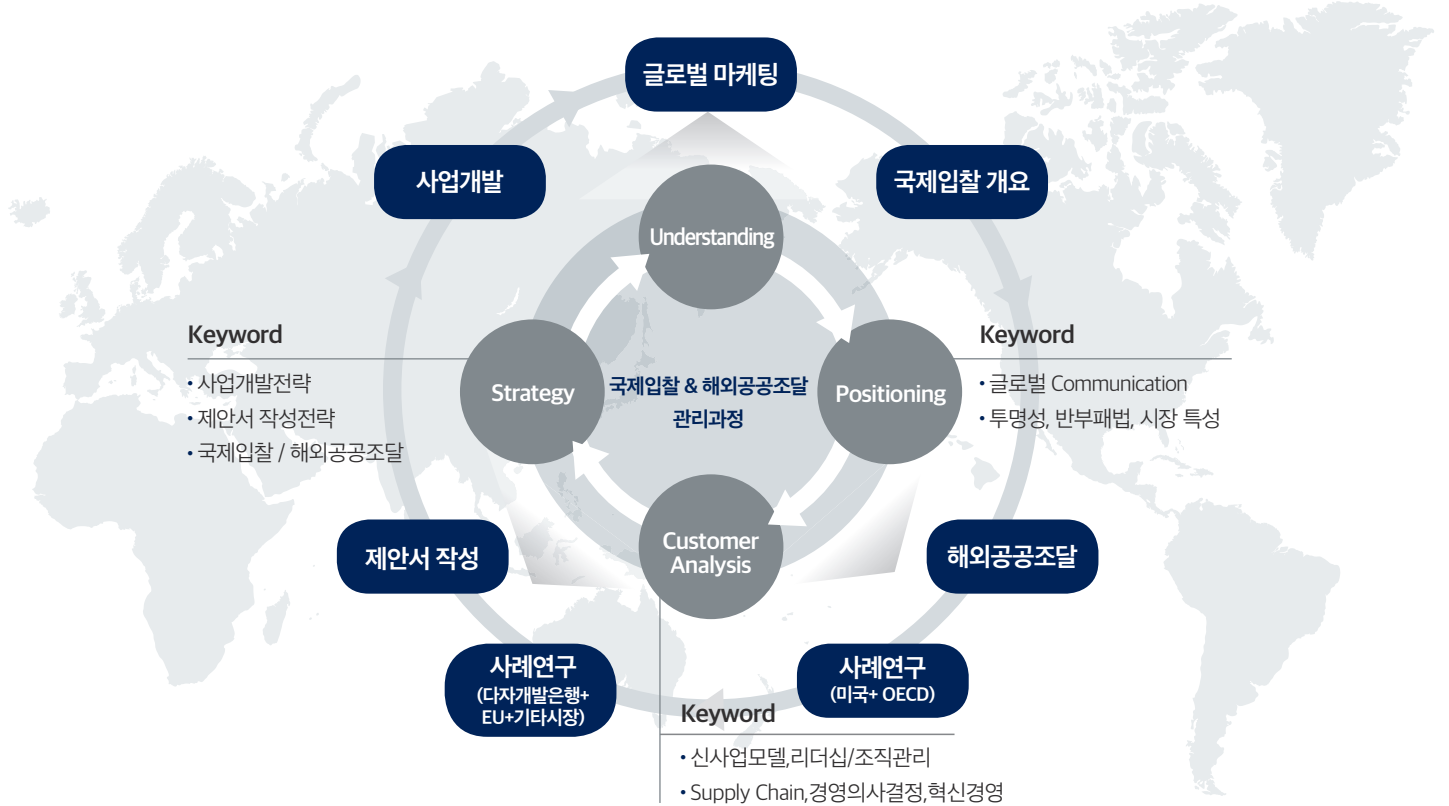 글로벌 마케팅
사업개발
국제입찰 개요
Understanding
Keyword
• 사업개발전략
• 제안서 작성전략
• 국제입찰 / 해외공공조달
Strategy
국제입찰 & 해외공공조달
관리과정
Positioning
Keyword
• 글로벌 Communication
• 투명성, 반부패법, 시장 특성
Customer
Analysis
제안서 작성
해외공공조달
사례연구
(다자개발은행+
EU+기타시장)
사례연구
(미국+ OECD)
Keyword
• 신사업모델,리더십/조직관리
• Supply Chain,경영의사결정,혁신경영